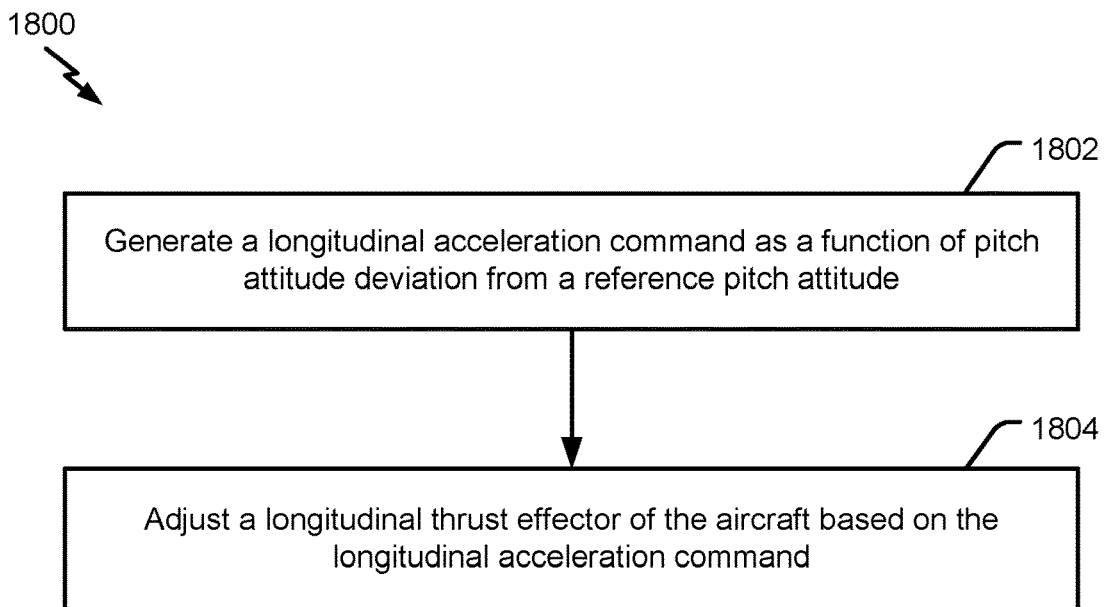 1800
1802
Generate a longitudinal acceleration command as a function of pitch
attitude deviation from a reference pitch attitude
1804
Adjust a longitudinal thrust effector of the aircraft based on the
longitudinal acceleration command